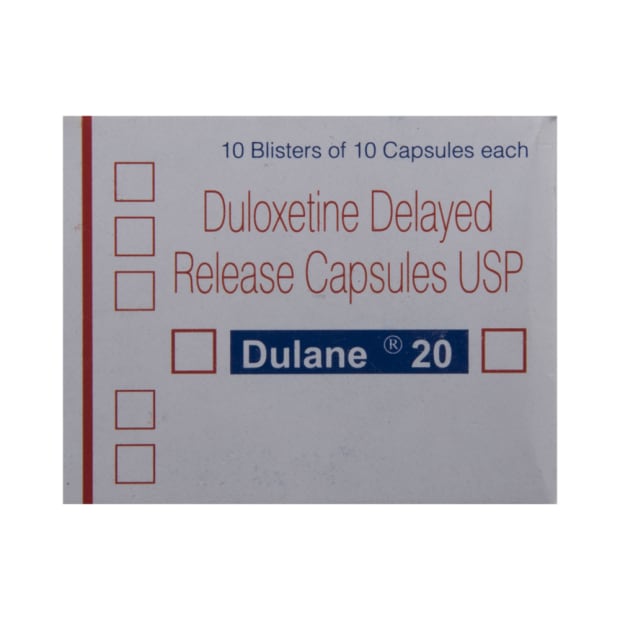 10 Blisters of 10 Capsules each
Duloxetine Delayed
Release Capsules USP
Dulane ® 20